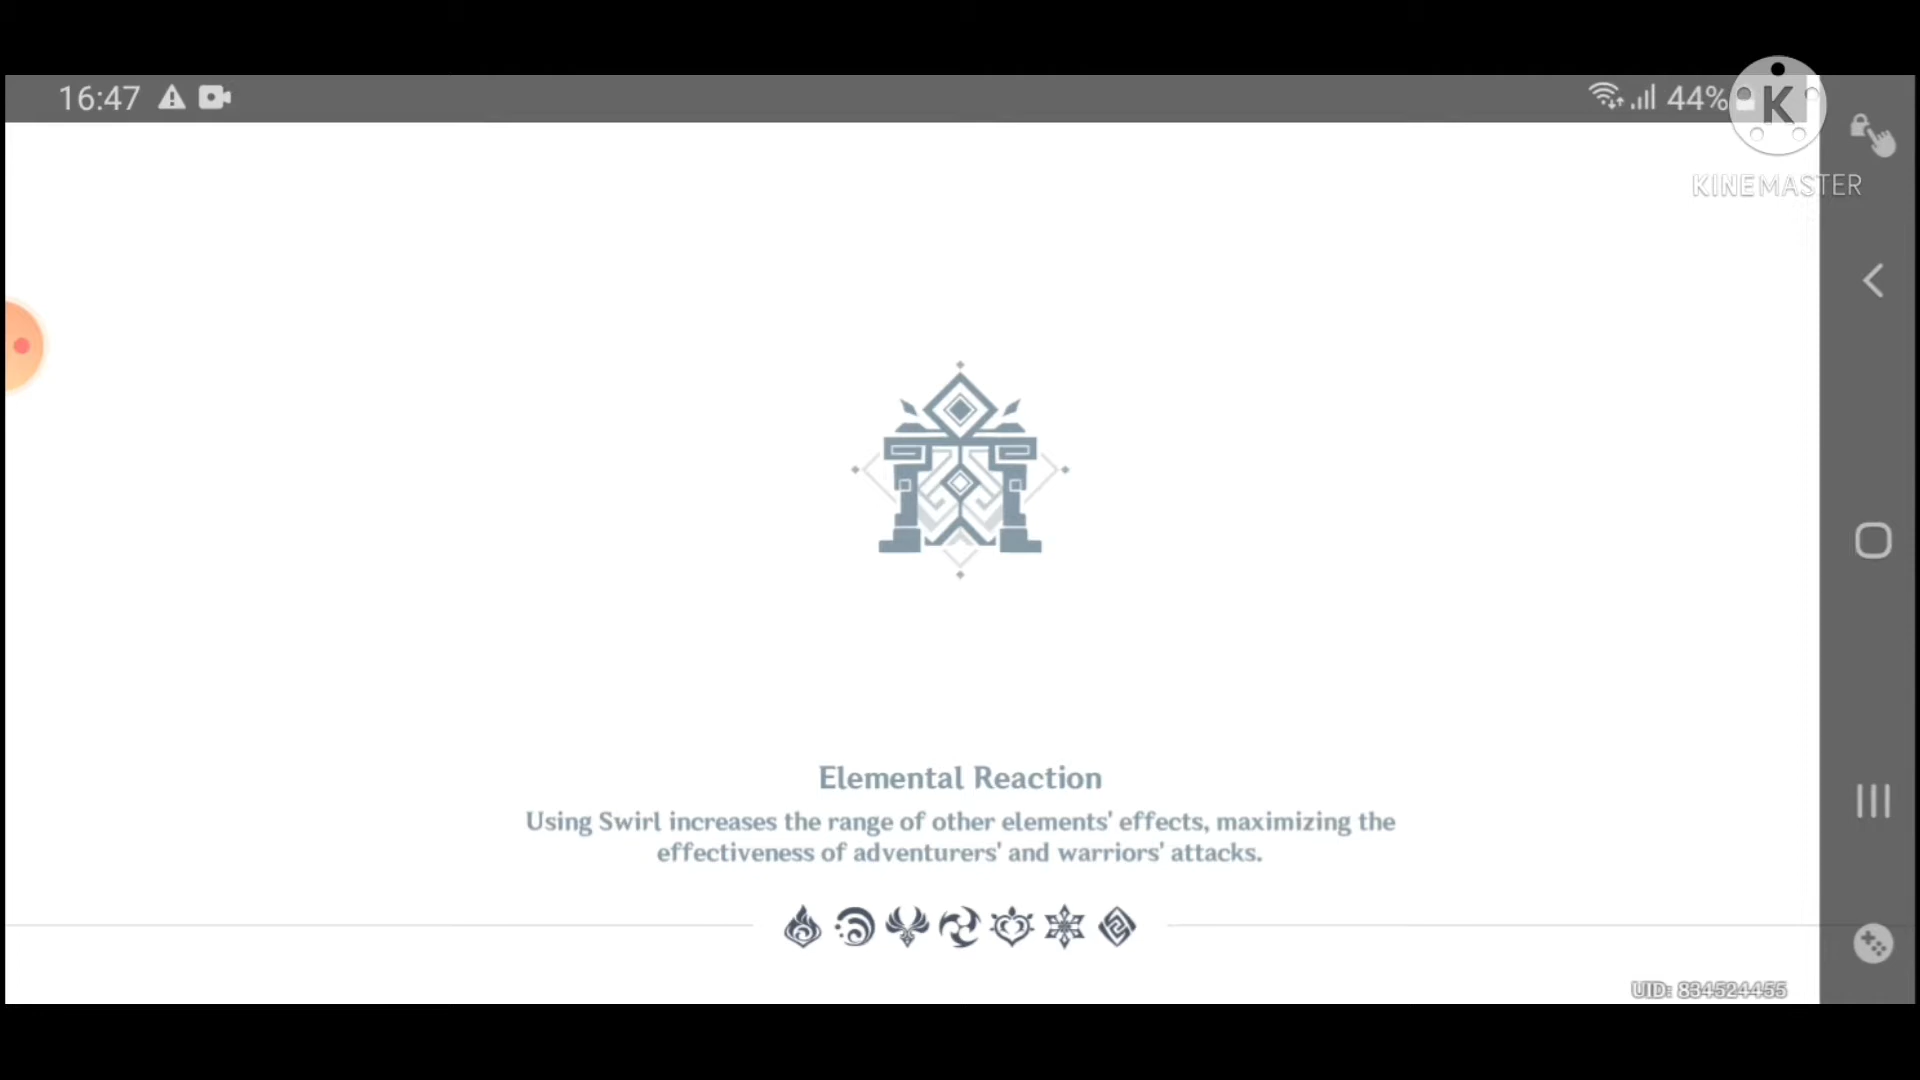 16:47
44%
K
KINEMASTER
Elemental Reaction
Using Swirl increases the range of other elements' effects, maximizing the
effectiveness of adventurers' and warriors' attacks.
UID: 834524455